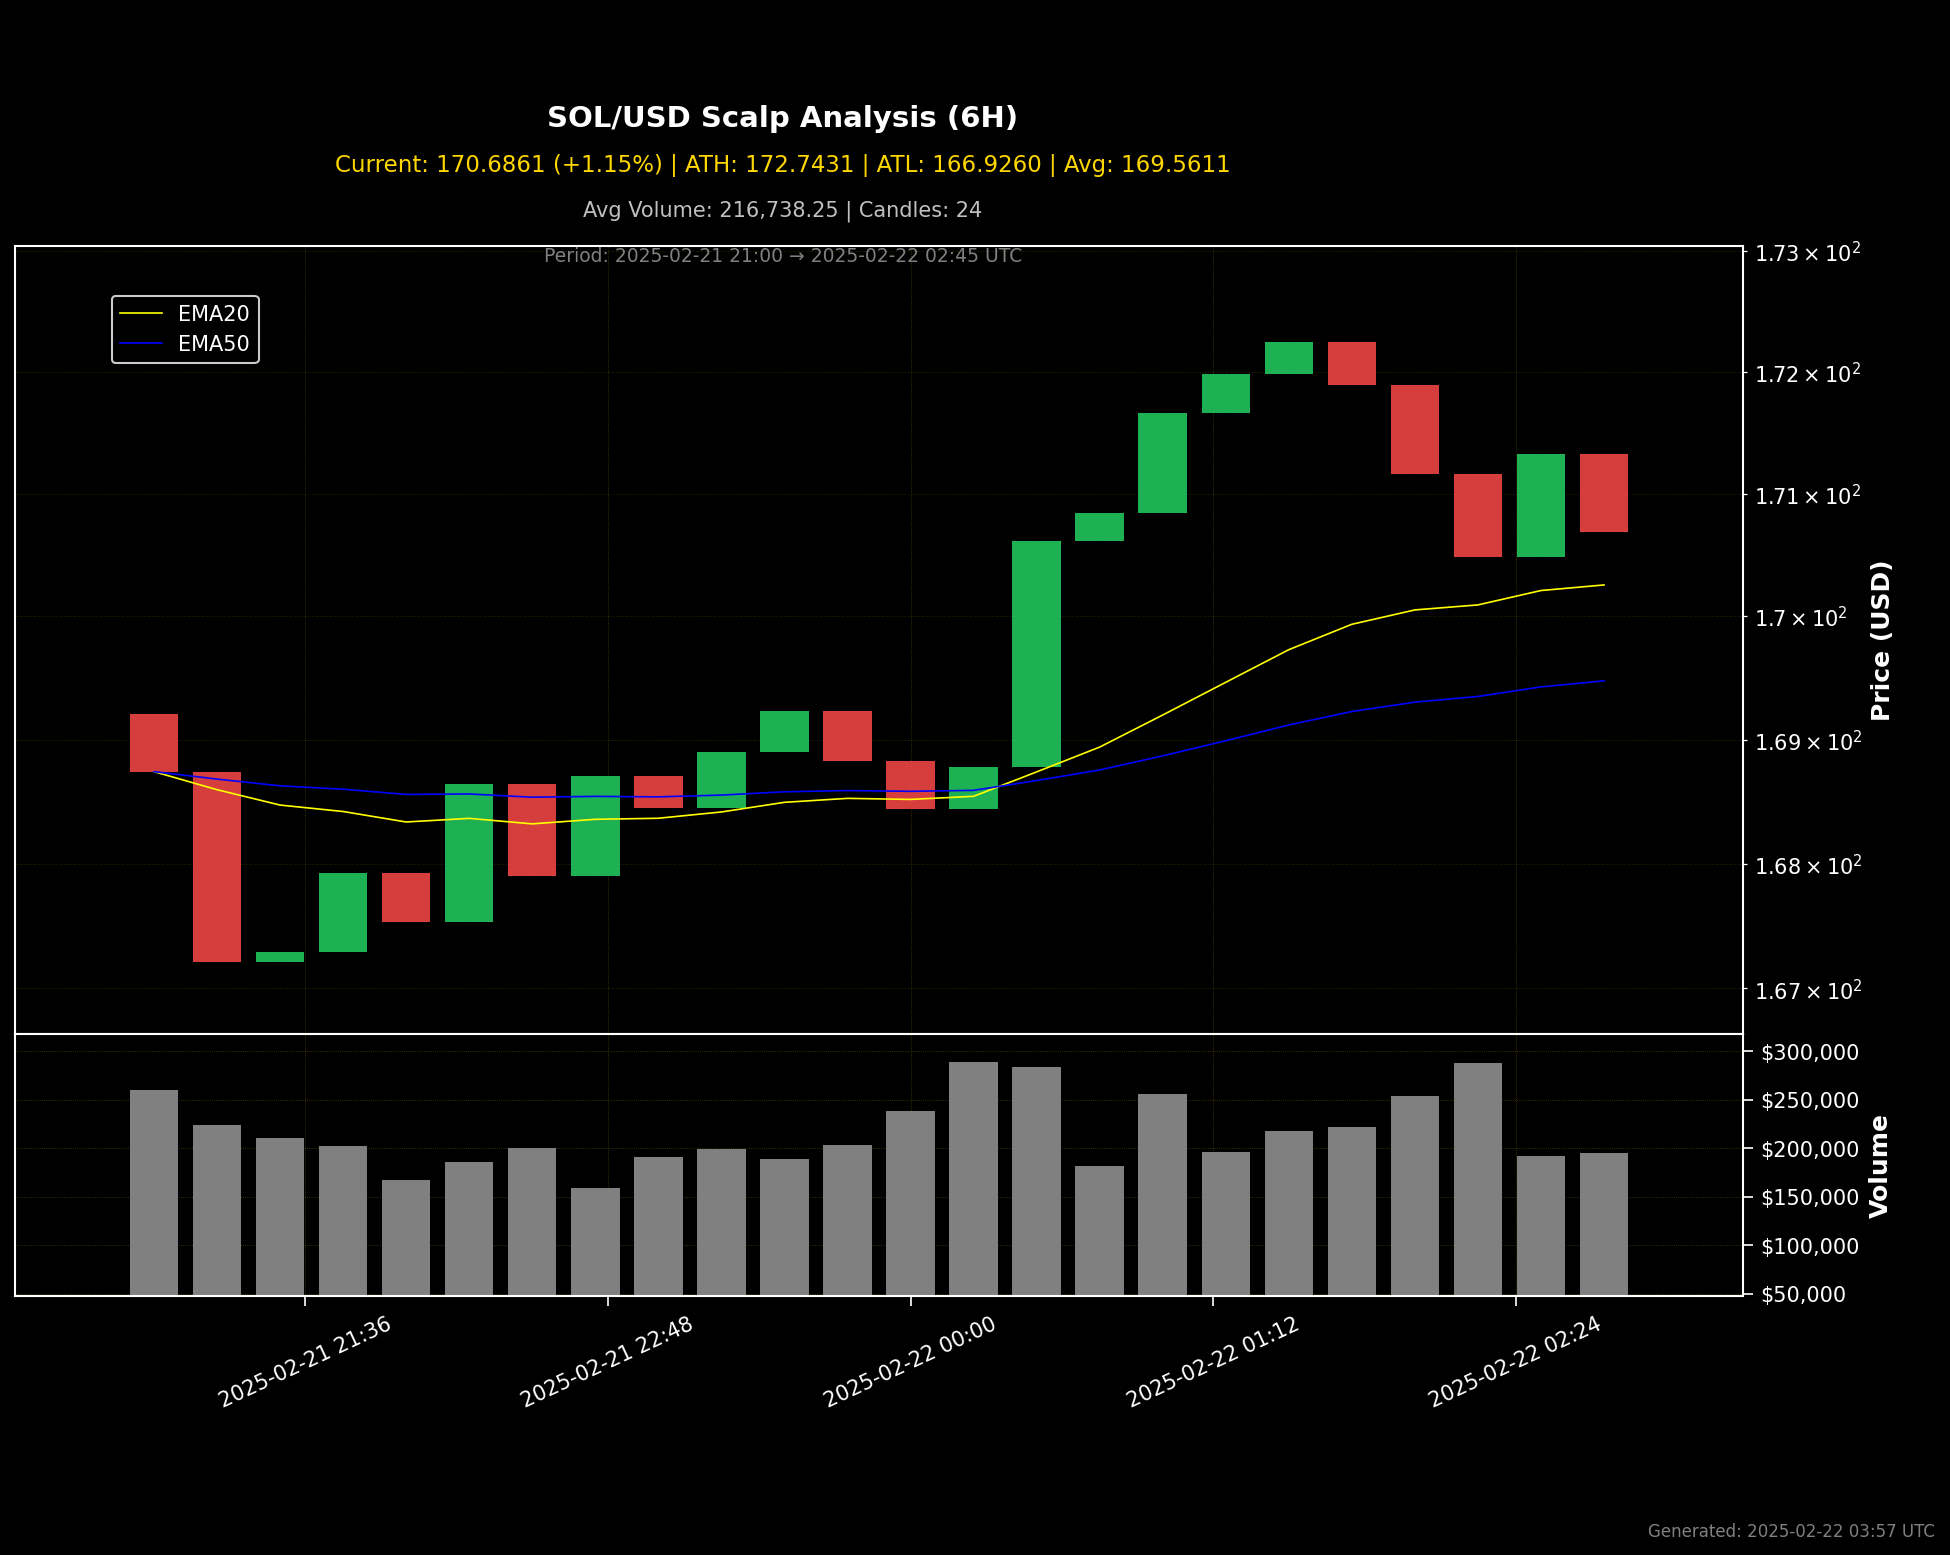 SOL/USD Scalp Analysis (6H)
Current: 170.6861 (+1.15%) | ATH: 172.7431 | ATL: 166.9260 | Avg: 169.5611
Avg Volume: 216,738.25 | Candles: 24
Period: 2025-02-21 21:00 → 2025-02-22 02:45 UTC
EMA20
EMA50
1.73 × 10²
1.72 × 10²
1.71 × 10²
1.7 × 10²
1.69 × 10²
1.68 × 10²
1.67 × 10²
Price (USD)
$300,000
$250,000
$200,000
$150,000
$100,000
$50,000
Volume
2025-02-21 21:36
2025-02-21 22:48
2025-02-22 00:00
2025-02-22 01:12
2025-02-22 02:24
Generated: 2025-02-22 03:57 UTC